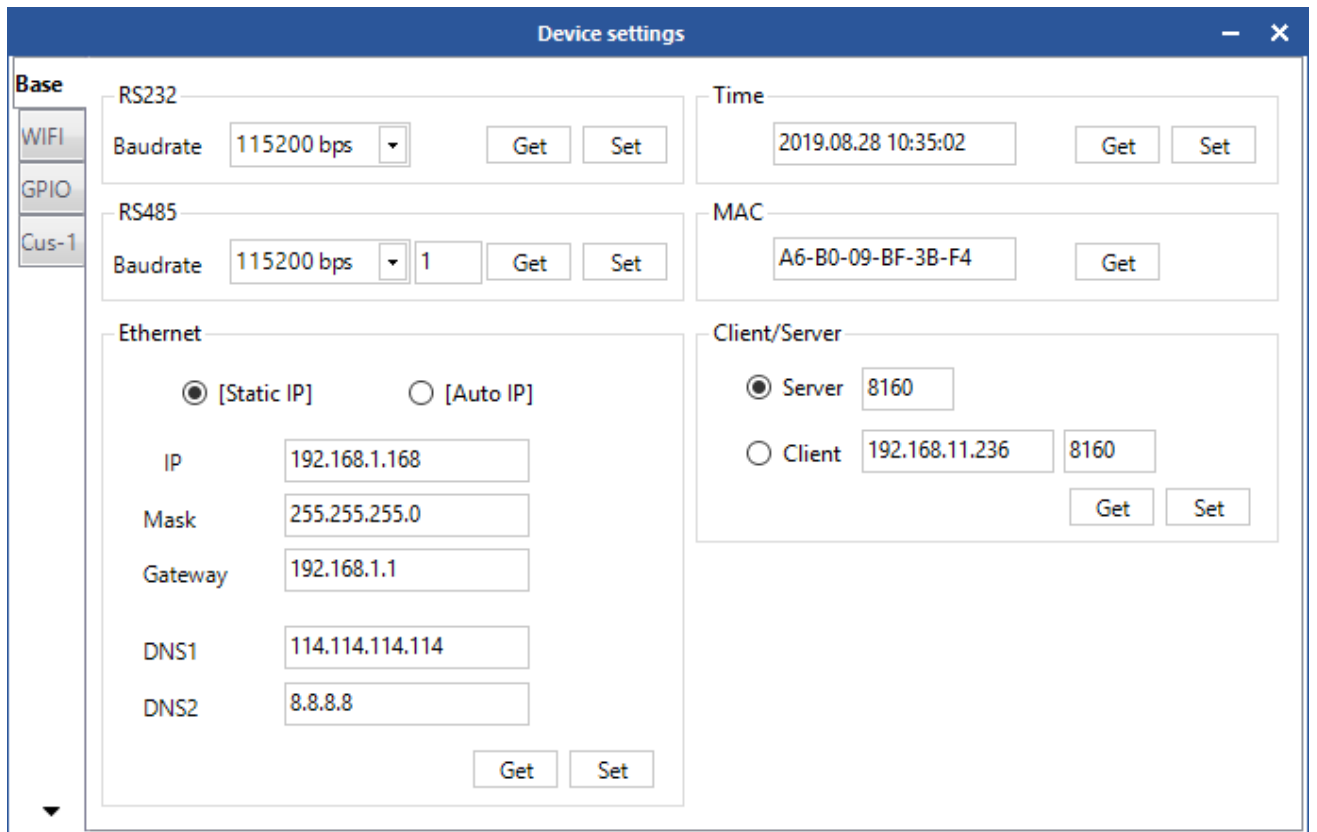 Device settings
Base
WIFI
GPIO
Cus-1
RS232
Baudrate 115200 bps Get Set
RS485
Baudrate 115200 bps 1 Get Set
Ethernet
[Static IP] [Auto IP]
IP 192.168.1.168
Mask 255.255.255.0
Gateway 192.168.1.1
DNS1 114.114.114.114
DNS2 8.8.8.8
Get Set
Time
2019.08.28 10:35:02 Get Set
MAC
A6-B0-09-BF-3B-F4 Get
Client/Server
Server 8160
Client 192.168.11.236 8160
Get Set